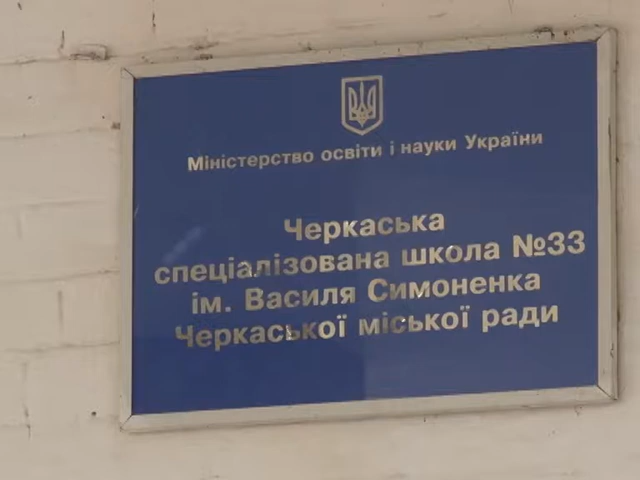 Міністерство освіти і науки України
Черкаська
спеціалізована школа №33
ім. Василя Симоненка
Черкаської міської ради